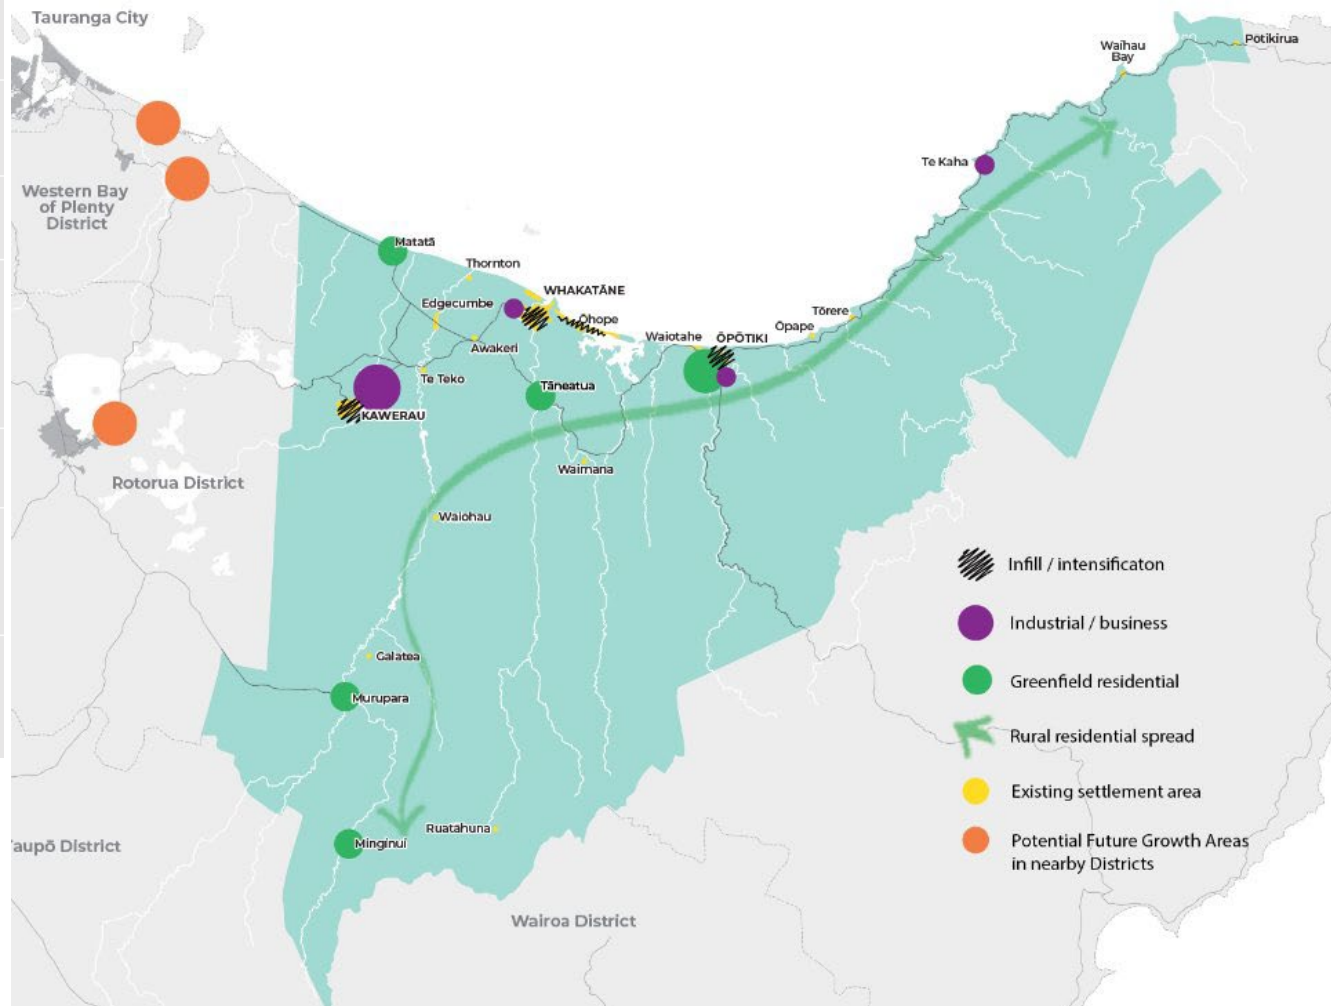 Tauranga City
Pōtikirua
Waihau
Bay
Te Kaha
Western Bay
of Plenty
District
Matatā
Thornton
WHAKATĀNE
Edgecumbe
Ōhope
Tōrere
Ōpape
Waiotahe
ŌPŌTIKI
Awakeri
Te Teko
Tāneatua
KAWERAU
Waimana
Rotorua District
Waiohau
Infill / intensificaton
Industrial / business
Galatea
Greenfield residential
Murupara
Rural residential spread
Existing settlement area
Ruatāhuna
Minginui
Potential Future Growth Areas
in nearby Districts
aupō District
Wairoa District